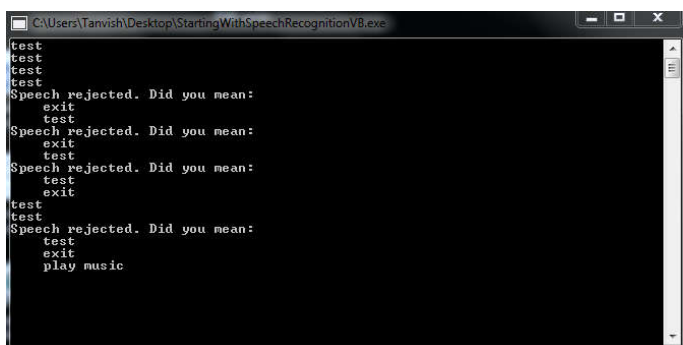 C:\Users\Tanvish\Desktop\StartingWithSpeechRecognitionVB.exe
test
test
test
test
Speech rejected. Did you mean:
    exit
    test
Speech rejected. Did you mean:
    exit
    test
Speech rejected. Did you mean:
    test
    exit
test
test
Speech rejected. Did you mean:
    test
    exit
    play music